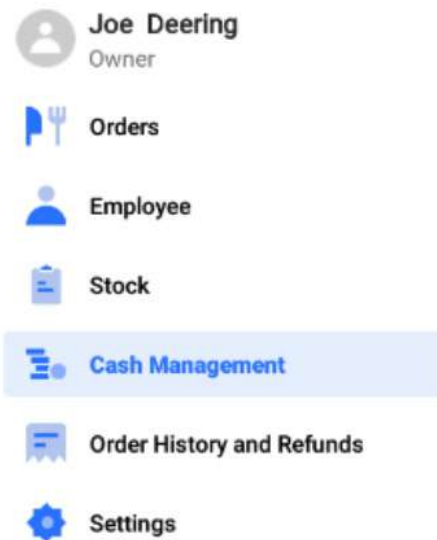 Joe Deering
Owner
Orders
Employee
Stock
Cash Management
Order History and Refunds
Settings